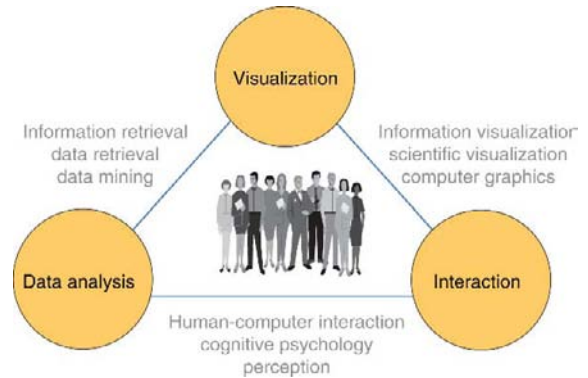 Visualization
Information retrieval
data retrieval
data mining
Information visualization
scientific visualization
computer graphics
Data analysis
Interaction
Human-computer interaction
cognitive psychology
perception